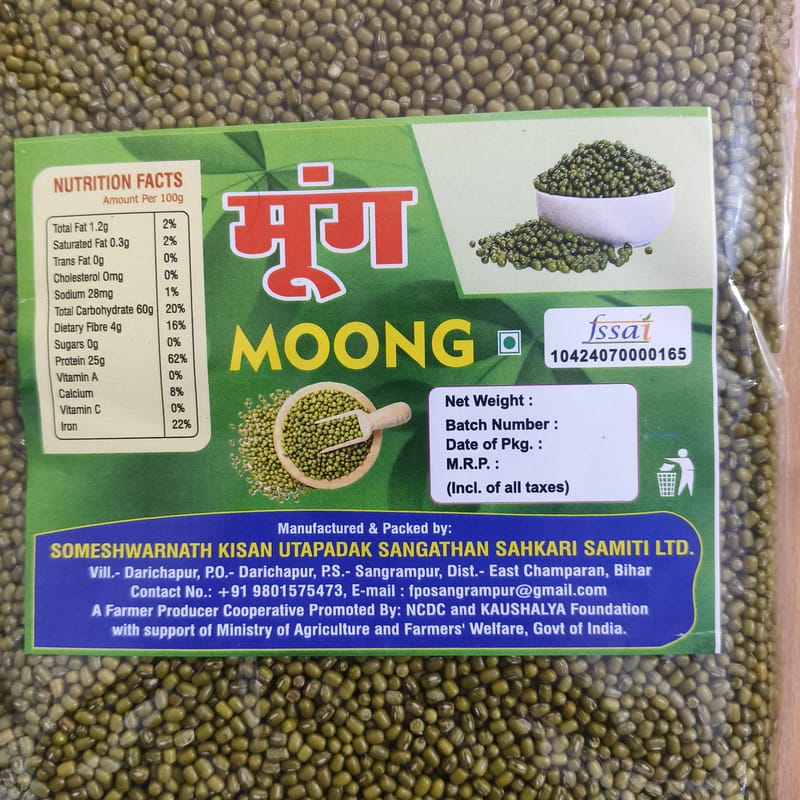 NUTRITION FACTS
Amount Per 100g
Total Fat 1.2g 2%
Saturated Fat 0.3g 2%
Trans Fat 0g 0%
Cholesterol 0mg 0%
Sodium 28mg 1%
Total Carbohydrate 60g 20%
Dietary Fibre 4g 16%
Sugars 0g 0%
Protein 25g 62%
Vitamin A 0%
Calcium 8%
Vitamin C 0%
Iron 22%
मूंग
MOONG
fssai
10424070000165
Net Weight :
Batch Number :
Date of Pkg. :
M.R.P. :
(Incl. of all taxes)
Manufactured & Packed by:
SOMESHWARNATH KISAN UTAPADAK SANGATHAN SAHKARI SAMITI LTD.
Vill.- Darichapur, P.O.- Darichapur, P.S.- Sangrampur, Dist.- East Champaran, Bihar
Contact No.: +91 9801575473, E-mail : fposangrampur@gmail.com
A Farmer Producer Cooperative Promoted By: NCDC and KAUSHALYA Foundation
with support of Ministry of Agriculture and Farmers' Welfare, Govt of India.